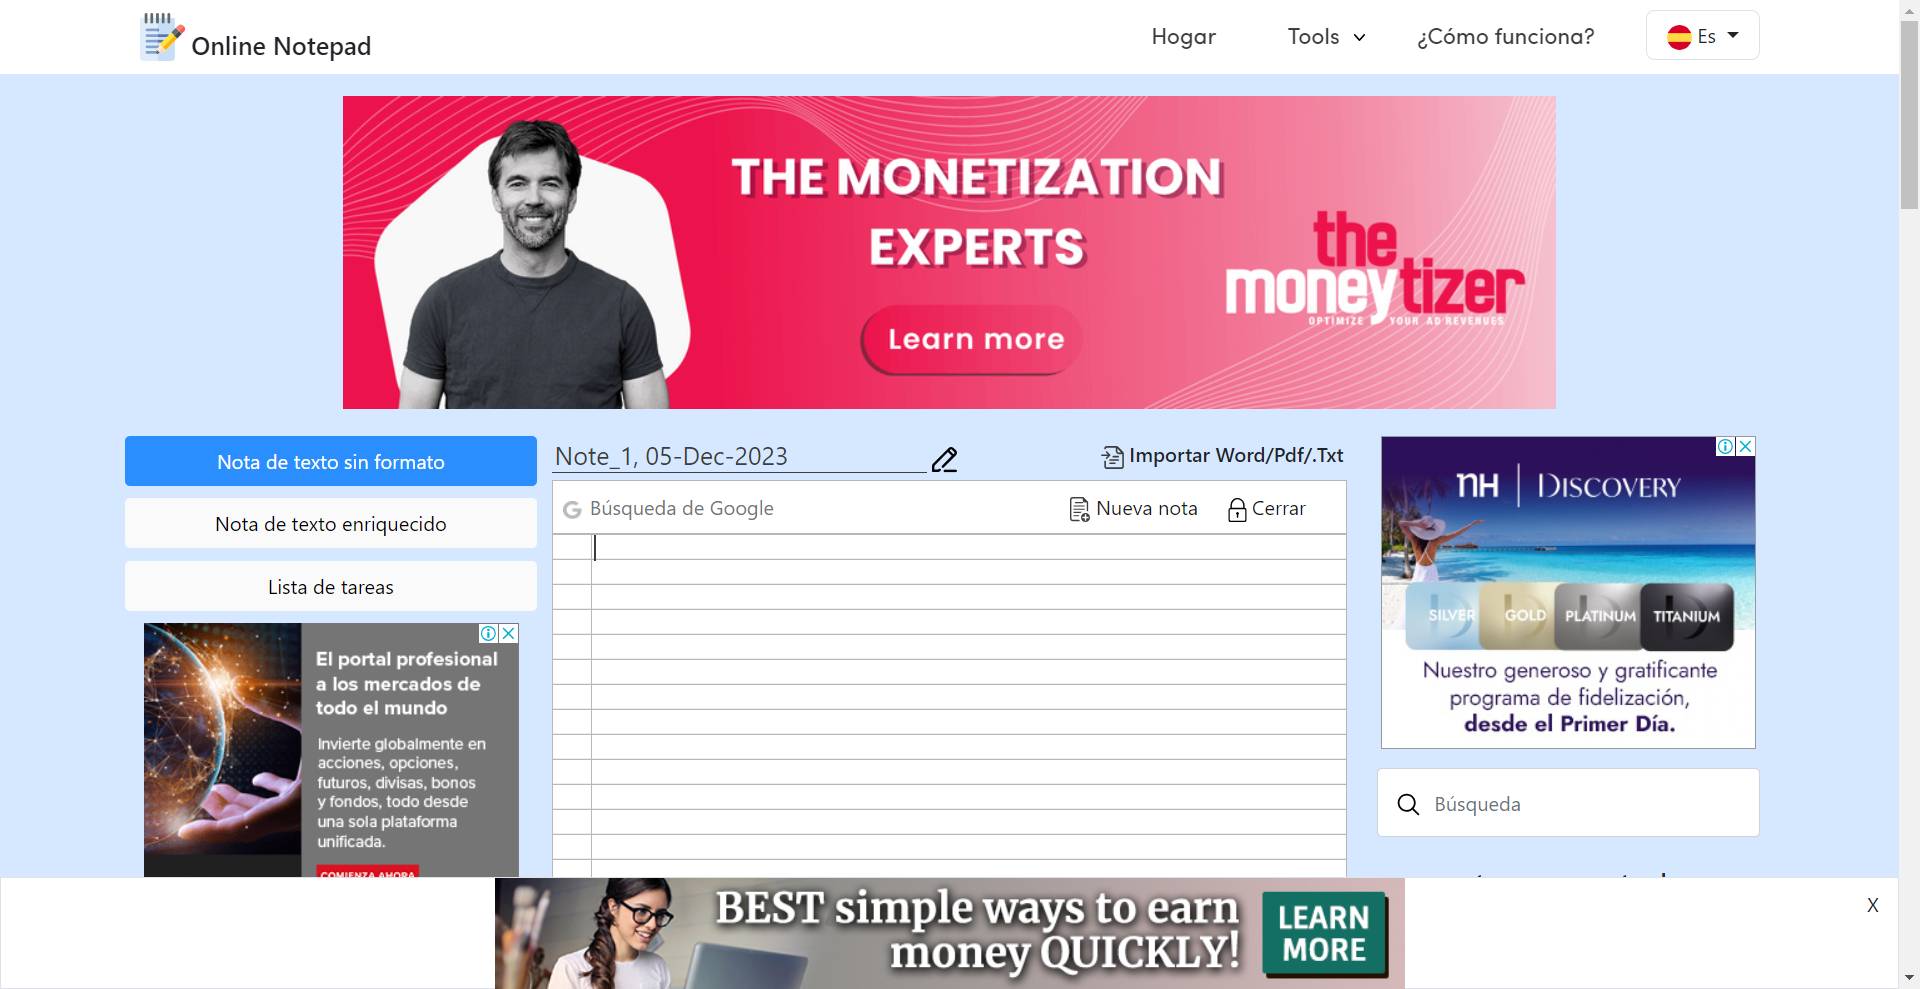 Online Notepad
Hogar
Tools
¿Cómo funciona?
Es
THE MONETIZATION
EXPERTS
Learn more
the
moneytizer
OPTIMIZE YOUR AD REVENUES
Nota de texto sin formato
Nota de texto enriquecido
Lista de tareas
El portal profesional
a los mercados de
todo el mundo
Invierte globalmente en
acciones, opciones,
futuros, divisas, bonos
y fondos, todo desde
una sola plataforma
unificada.
COMIENZA AHORA
Note_1, 05-Dec-2023
Importar Word/Pdf/.Txt
Búsqueda de Google
Nueva nota
Cerrar
NH | DISCOVERY
SILVER
GOLD
PLATINUM
TITANIUM
Nuestro generoso y gratificante
programa de fidelización,
desde el Primer Día.
Búsqueda
BEST simple ways to earn
money QUICKLY!
LEARN
MORE
X